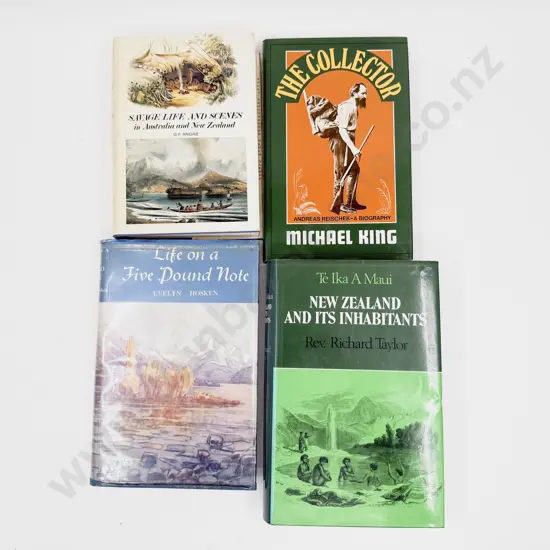 SAVAGE LIFE AND SCENES
in Australia and New Zealand
G.F. ANGAS
THE COLLECTOR
ANDREAS REISCHEK—A BIOGRAPHY
MICHAEL KING
Life on a
Five Pound Note
EVELYN HOSKEN
Te Ika A Maui
NEW ZEALAND
AND ITS INHABITANTS
Rev. Richard Taylor